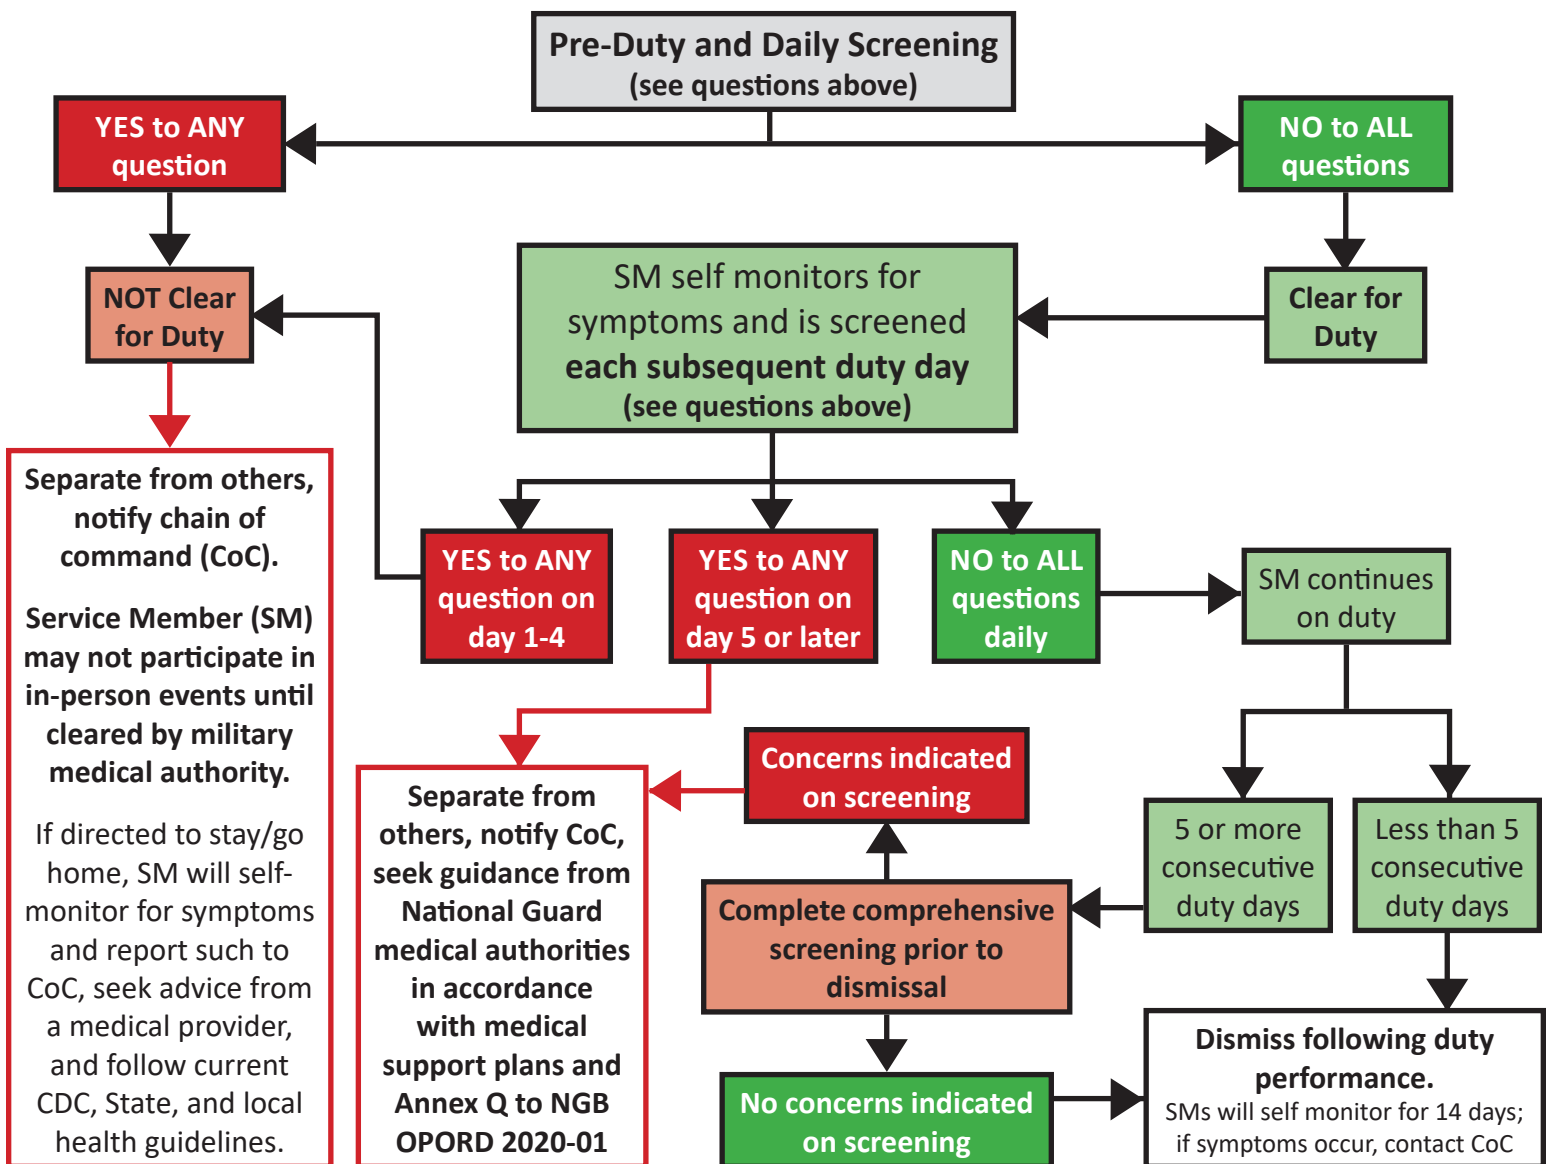 Pre-Duty and Daily Screening
(see questions above)
YES to ANY
question
NO to ALL
questions
NOT Clear
for Duty
SM self monitors for
symptoms and is screened
each subsequent duty day
(see questions above)
Clear for
Duty
Separate from others,
notify chain of
command (CoC).
Service Member (SM)
may not participate in
in-person events until
cleared by military
medical authority.
If directed to stay/go
home, SM will self-
monitor for symptoms
and report such to
CoC, seek advice from
a medical provider,
and follow current
CDC, State, and local
health guidelines.
YES to ANY
question on
day 1-4
YES to ANY
question on
day 5 or later
NO to ALL
questions
daily
SM continues
on duty
Separate from
others, notify CoC,
seek guidance from
National Guard
medical authorities
in accordance
with medical
support plans and
Annex Q to NGB
OPORD 2020-01
Concerns indicated
on screening
5 or more
consecutive
duty days
Less than 5
consecutive
duty days
Complete comprehensive
screening prior to
dismissal
No concerns indicated
on screening
Dismiss following duty
performance.
SMs will self monitor for 14 days;
if symptoms occur, contact CoC